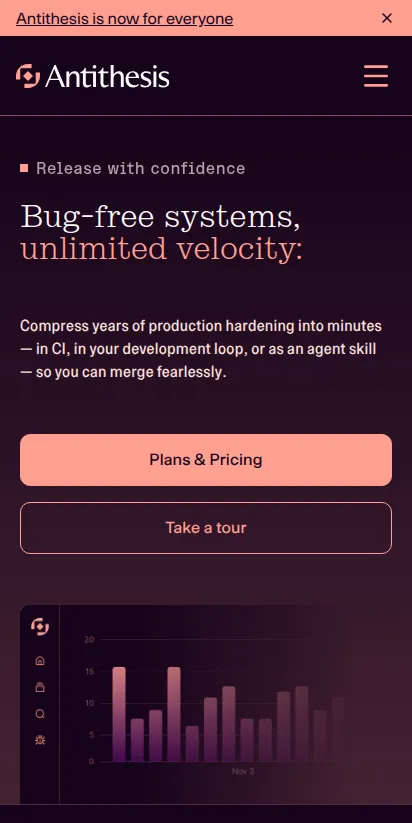 Antithesis is now for everyone
Antithesis
Release with confidence
Bug-free systems,
unlimited velocity:
Compress years of production hardening into minutes
— in CI, in your development loop, or as an agent skill
— so you can merge fearlessly.
Plans & Pricing
Take a tour
20
15
10
5
0
Nov 3